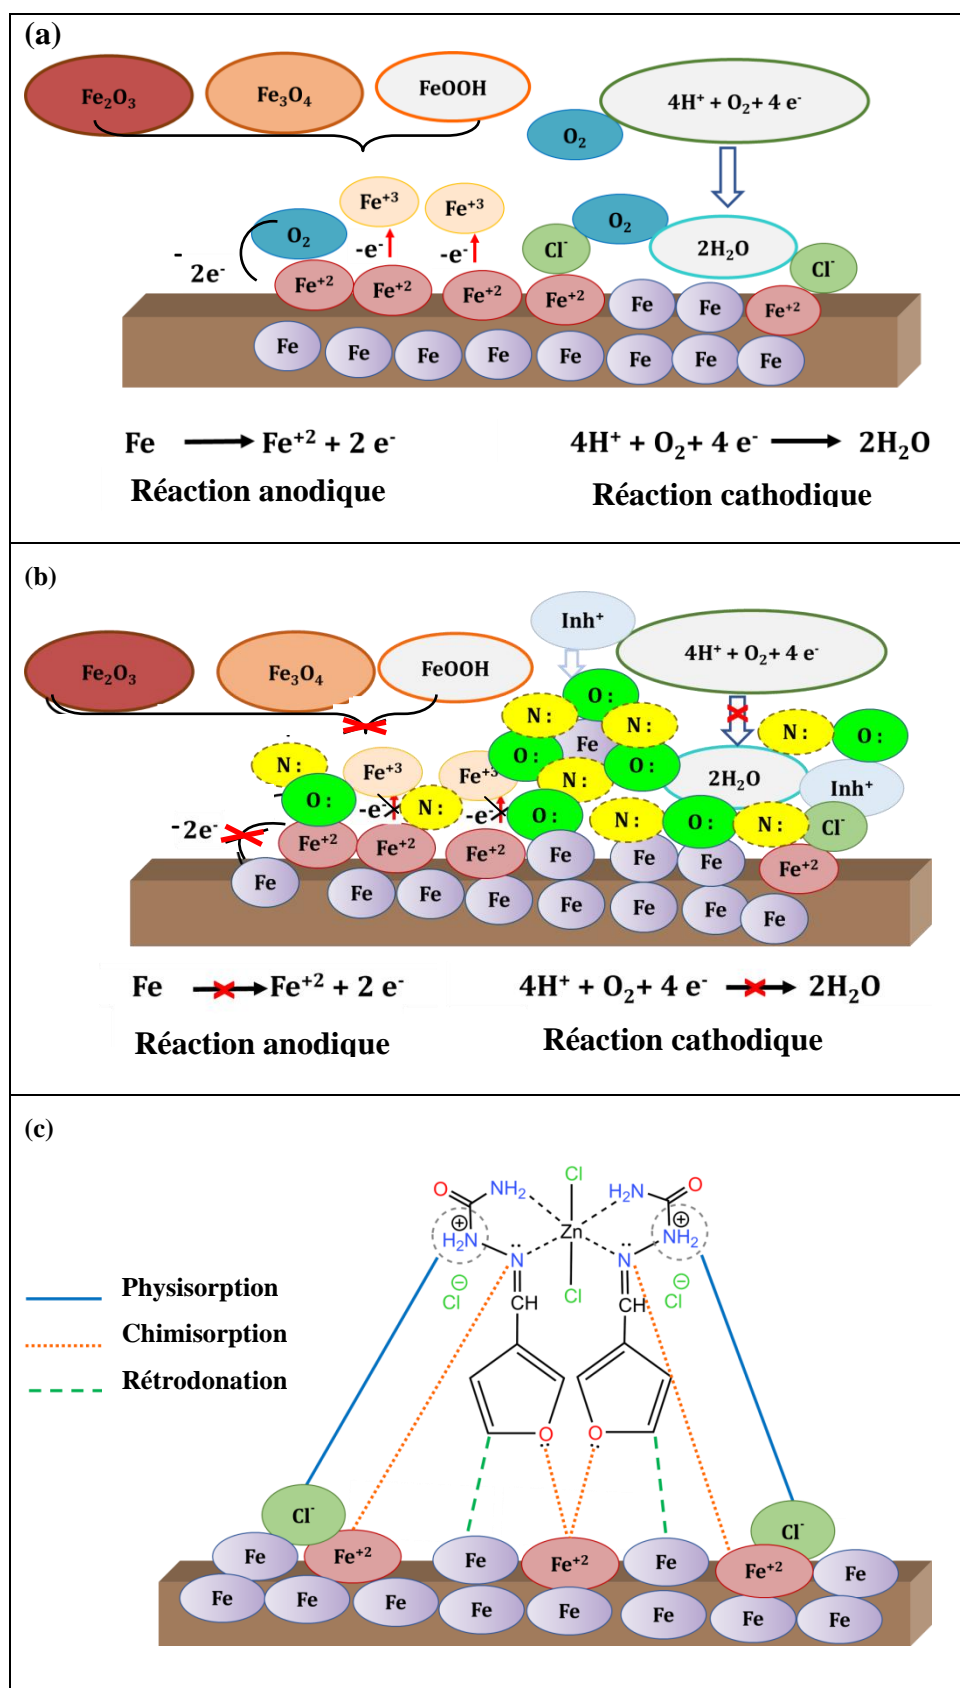 (a)
Fe₂O₃ Fe₃O₄ FeOOH 4H⁺ + O₂+ 4 e⁻
O₂
Fe⁺³ Fe⁺³
O₂ O₂
-e⁻ -e⁻ Cl⁻ 2H₂O Cl⁻
- 2e⁻
Fe⁺² Fe⁺² Fe⁺² Fe⁺² Fe Fe Fe⁺²
Fe Fe Fe Fe Fe Fe Fe Fe
Fe ⟶ Fe⁺² + 2 e⁻ 4H⁺ + O₂+ 4 e⁻ ⟶ 2H₂O
Réaction anodique Réaction cathodique
(b)
Inh⁺
Fe₂O₃ Fe₃O₄ FeOOH 4H⁺ + O₂+ 4 e⁻
O :
N : N : N : O :
Fe
N : Fe⁺³ Fe⁺³ O : O : 2H₂O Inh⁺
N :
O : -e⁻ N : -e⁻ O : N : O : N : Cl⁻
-2e⁻
Fe⁺² Fe⁺² Fe⁺² Fe Fe Fe Fe⁺²
Fe Fe Fe Fe Fe Fe Fe Fe
Fe ⟶ Fe⁺² + 2 e⁻ 4H⁺ + O₂+ 4 e⁻ ⟶ 2H₂O
Réaction anodique Réaction cathodique
(c)
Cl
O NH₂ H₂N O
⊕ ⊕
H₂N N Zn N NH₂
⊖ ⊖
Cl CH Cl CH Cl
Physisorption
Chimisorption
Rétrodonation
O O
Cl⁻ Cl⁻
Fe Fe⁺² Fe Fe⁺² Fe Fe⁺² Fe
Fe Fe Fe Fe Fe Fe Fe Fe